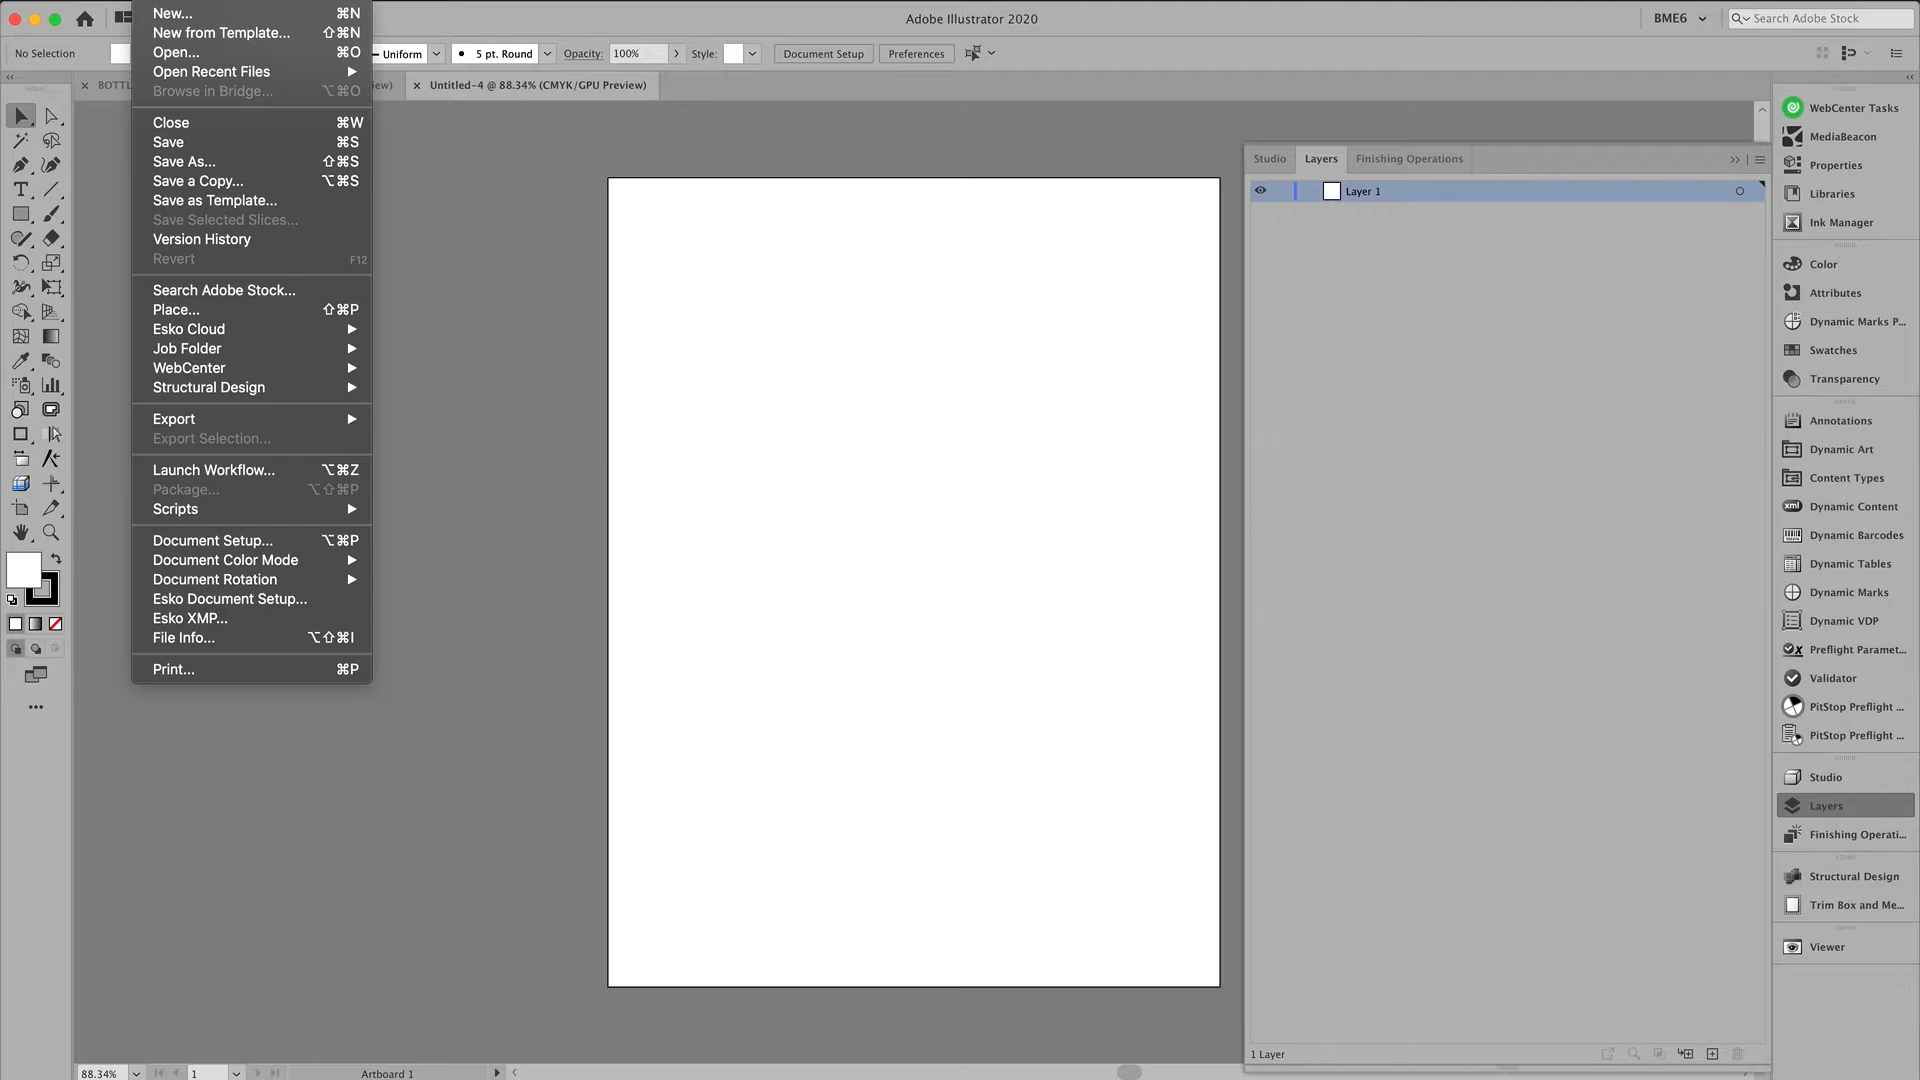 Adobe Illustrator 2020
BME6
Search Adobe Stock
No Selection
Uniform
5 pt. Round
Opacity:
100%
Style:
Document Setup
Preferences
BOTTL
iew)
Untitled-4 @ 88.34% (CMYK/GPU Preview)
New... ⌘N
New from Template... ⇧⌘N
Open... ⌘O
Open Recent Files
Browse in Bridge... ⌥⌘O
Close ⌘W
Save ⌘S
Save As... ⇧⌘S
Save a Copy... ⌥⌘S
Save as Template...
Save Selected Slices...
Version History
Revert F12
Search Adobe Stock...
Place... ⇧⌘P
Esko Cloud
Job Folder
WebCenter
Structural Design
Export
Export Selection...
Launch Workflow... ⌥⌘Z
Package... ⌥⇧⌘P
Scripts
Document Setup... ⌥⌘P
Document Color Mode
Document Rotation
Esko Document Setup...
Esko XMP...
File Info... ⌥⇧⌘I
Print... ⌘P
Studio
Layers
Finishing Operations
Layer 1
1 Layer
WebCenter Tasks
MediaBeacon
Properties
Libraries
Ink Manager
Color
Attributes
Dynamic Marks P...
Swatches
Transparency
Annotations
Dynamic Art
Content Types
xml
Dynamic Content
Dynamic Barcodes
Dynamic Tables
Dynamic Marks
Dynamic VDP
Preflight Paramet...
Validator
PitStop Preflight ...
PitStop Preflight ...
Studio
Layers
Finishing Operati...
Structural Design
Trim Box and Me...
Viewer
88.34%
1
Artboard 1